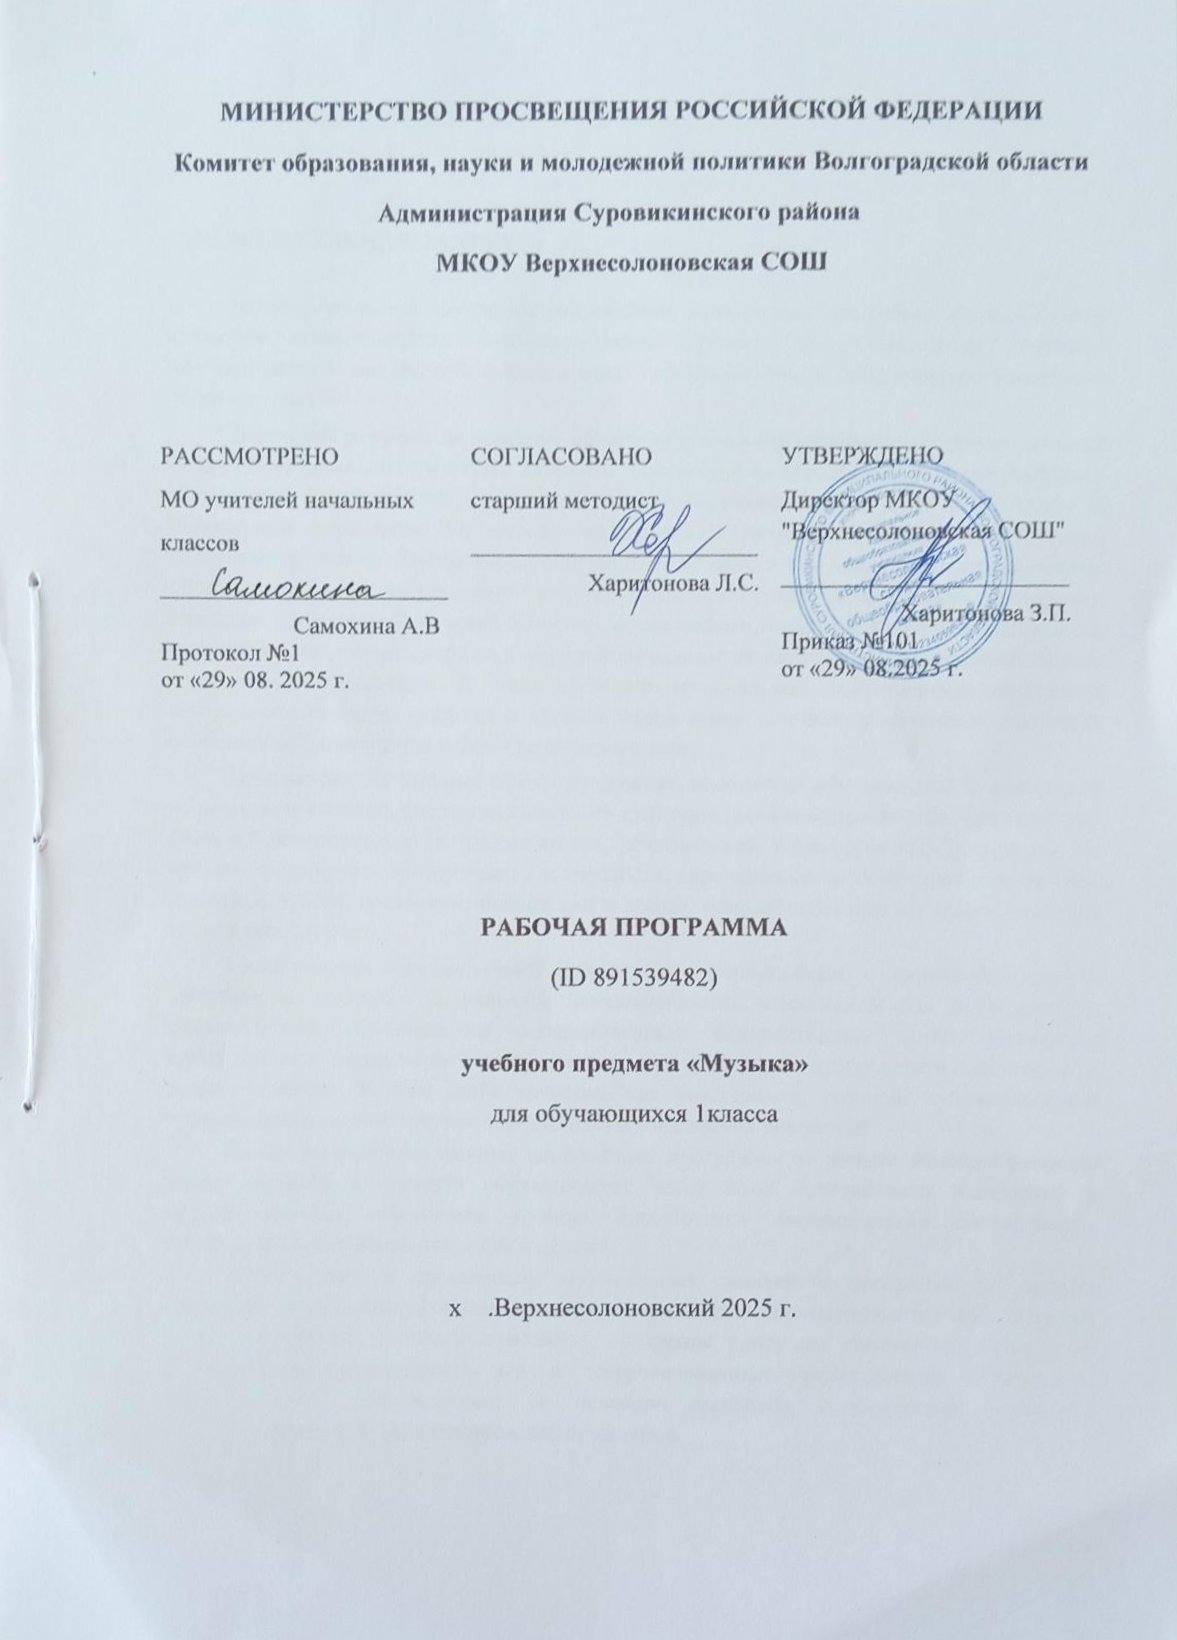 МИНИСТЕРСТВО ПРОСВЕЩЕНИЯ РОССИЙСКОЙ ФЕДЕРАЦИИ
Комитет образования, науки и молодежной политики Волгоградской области
Администрация Суровикинского района
МКОУ Верхнесолоновская СОШ
РАССМОТРЕНО
МО учителей начальных
классов
Самохина
Самохина А.В
Протокол №1
от «29» 08. 2025 г.
СОГЛАСОВАНО
старший методист
Харитонова Л.С.
УТВЕРЖДЕНО
Директор МКОУ
"Верхнесолоновская СОШ"
Харитонова З.П.
Приказ №101
от «29» 08.2025 г.
РАБОЧАЯ ПРОГРАММА
(ID 891539482)
учебного предмета «Музыка»
для обучающихся 1класса
х .Верхнесолоновский 2025 г.